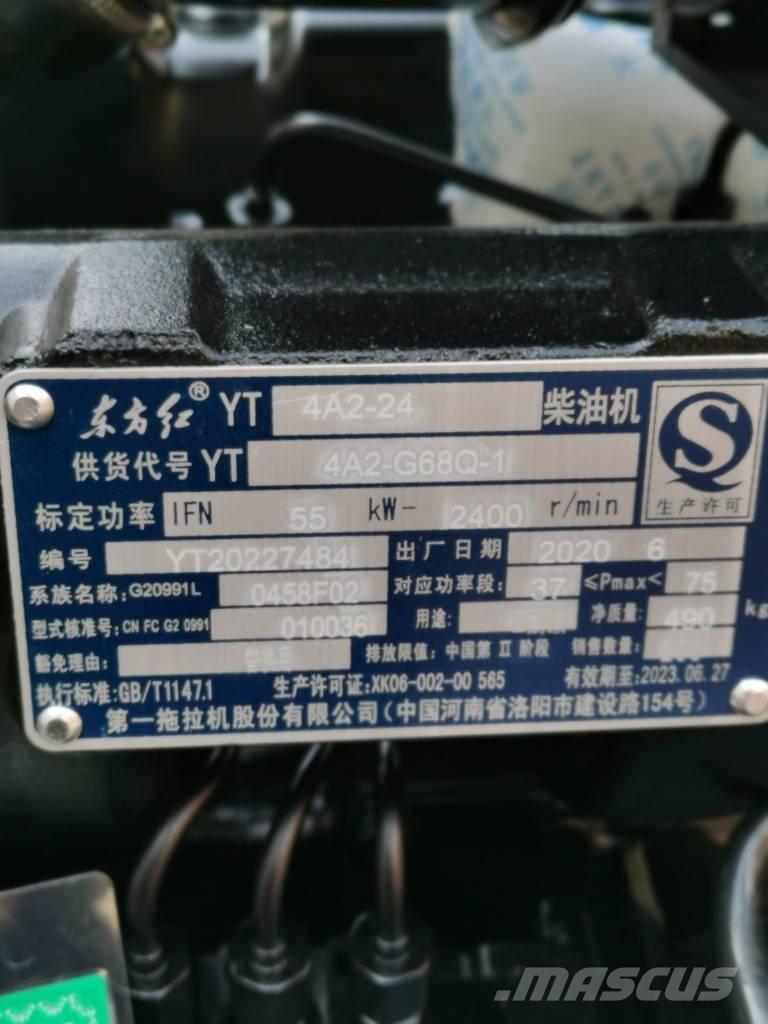 东方红® YT 4A2-24 柴油机
供货代号 YT 4A2-G68Q-1
标定功率 IFN 55 kW- 2400 r/min
生产许可
编号 YT20227484 出厂日期 2020 6
系族名称: G20991L 0458F02 对应功率段: 37 ≤Pmax< 75
型式核准号: CN FC G2 0991 010036 用途: 净质量: 490 kg
豁免理由: 排放限值: 中国第 II 阶段 销售数量:
执行标准: GB/T1147.1 生产许可证: XK06-002-00 565 有效期至: 2023.06.27
第一拖拉机股份有限公司(中国河南省洛阳市建设路154号)
MASCUS